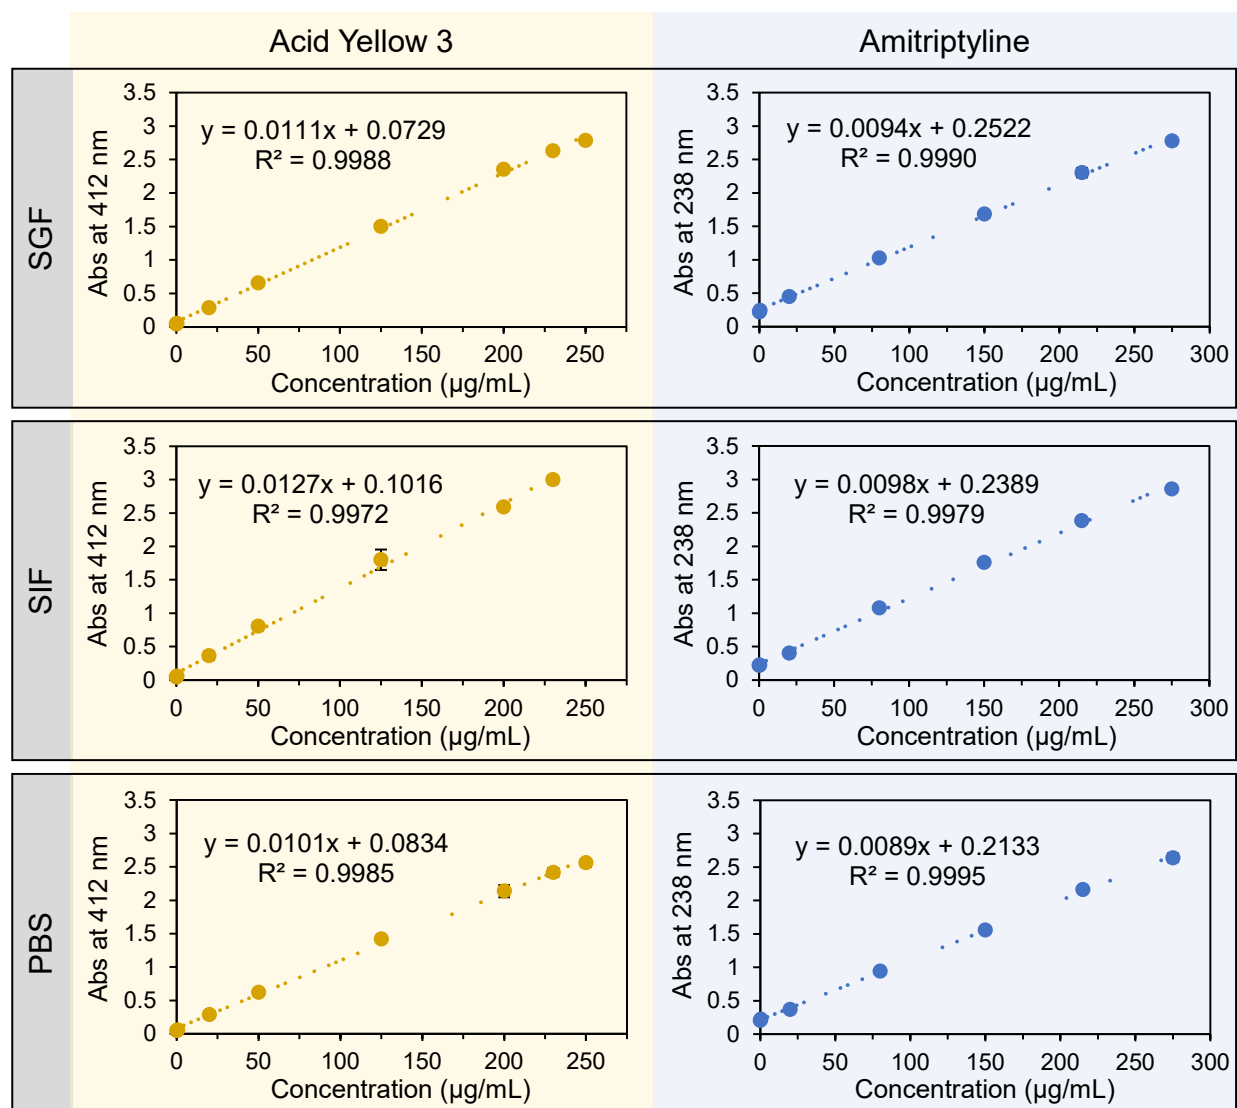 Acid Yellow 3
Amitriptyline
SGF
Abs at 412 nm
3.5
3
2.5
2
1.5
1
0.5
0
y = 0.0111x + 0.0729
R² = 0.9988
0 50 100 150 200 250
Concentration (µg/mL)
Abs at 238 nm
3.5
3
2.5
2
1.5
1
0.5
0
y = 0.0094x + 0.2522
R² = 0.9990
0 50 100 150 200 250 300
Concentration (µg/mL)
SIF
Abs at 412 nm
3.5
3
2.5
2
1.5
1
0.5
0
y = 0.0127x + 0.1016
R² = 0.9972
0 50 100 150 200 250
Concentration (µg/mL)
Abs at 238 nm
3.5
3
2.5
2
1.5
1
0.5
0
y = 0.0098x + 0.2389
R² = 0.9979
0 50 100 150 200 250 300
Concentration (µg/mL)
PBS
Abs at 412 nm
3.5
3
2.5
2
1.5
1
0.5
0
y = 0.0101x + 0.0834
R² = 0.9985
0 50 100 150 200 250
Concentration (µg/mL)
Abs at 238 nm
3.5
3
2.5
2
1.5
1
0.5
0
y = 0.0089x + 0.2133
R² = 0.9995
0 50 100 150 200 250 300
Concentration (µg/mL)